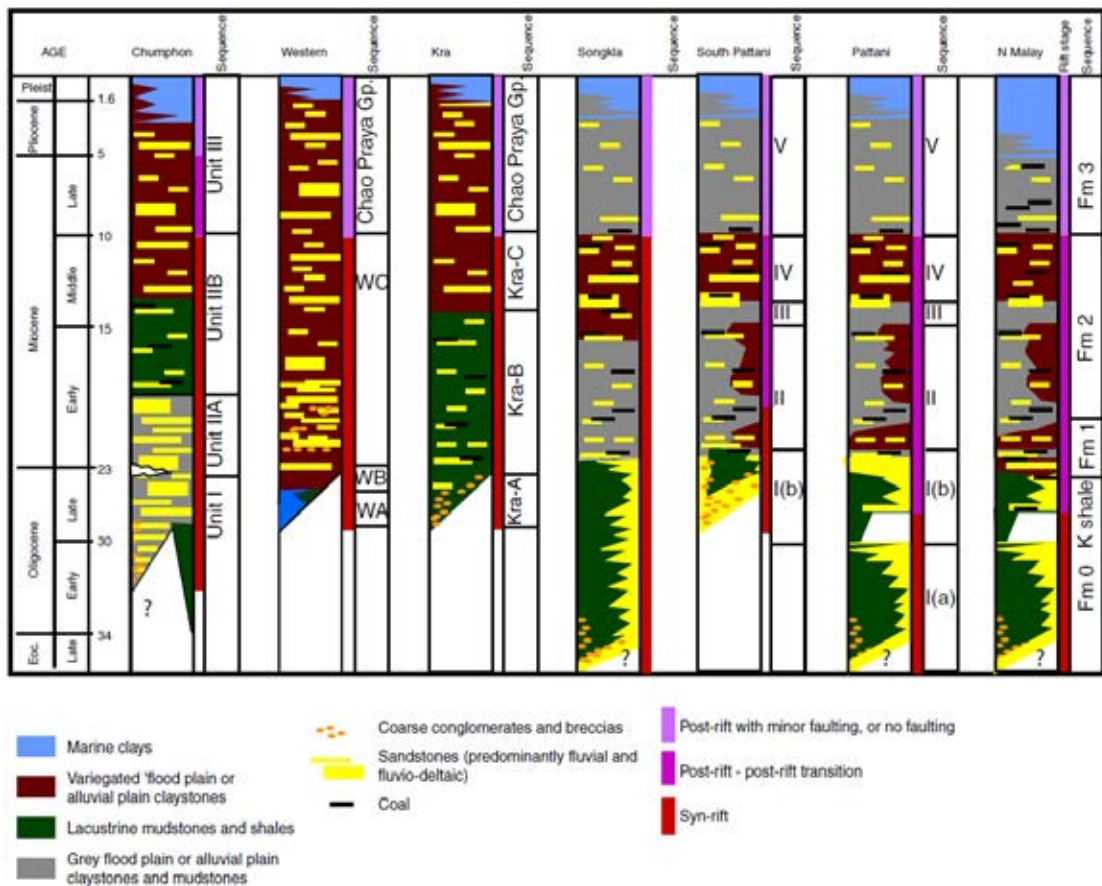 AGE
Chumphon
Sequence
Western
Sequence
Kra
Sequence
Songkla
Sequence
South Pattani
Sequence
Pattani
Sequence
N Malay
Rift stage
Sequence
Pleist
Pliocene
Miocene
Late
Middle
Early
Oligocene
Late
Early
Eoc.
Late
1.6
5
10
15
23
30
34
Unit III
Unit IIB
Unit IIA
Unit I
?
Chao Praya Gp.
WC
WB
WA
Chao Praya Gp.
Kra-C
Kra-B
Kra-A
?
V
IV
III
II
I(b)
V
IV
III
II
I(b)
I(a)
?
Fm 3
Fm 2
Fm 1
K shale
Fm 0
?
Marine clays
Variegated 'flood plain or
alluvial plain claystones
Lacustrine mudstones and shales
Grey flood plain or alluvial plain
claystones and mudstones
Coarse conglomerates and breccias
Sandstones (predominantly fluvial and
fluvio-deltaic)
Coal
Post-rift with minor faulting, or no faulting
Post-rift - post-rift transition
Syn-rift